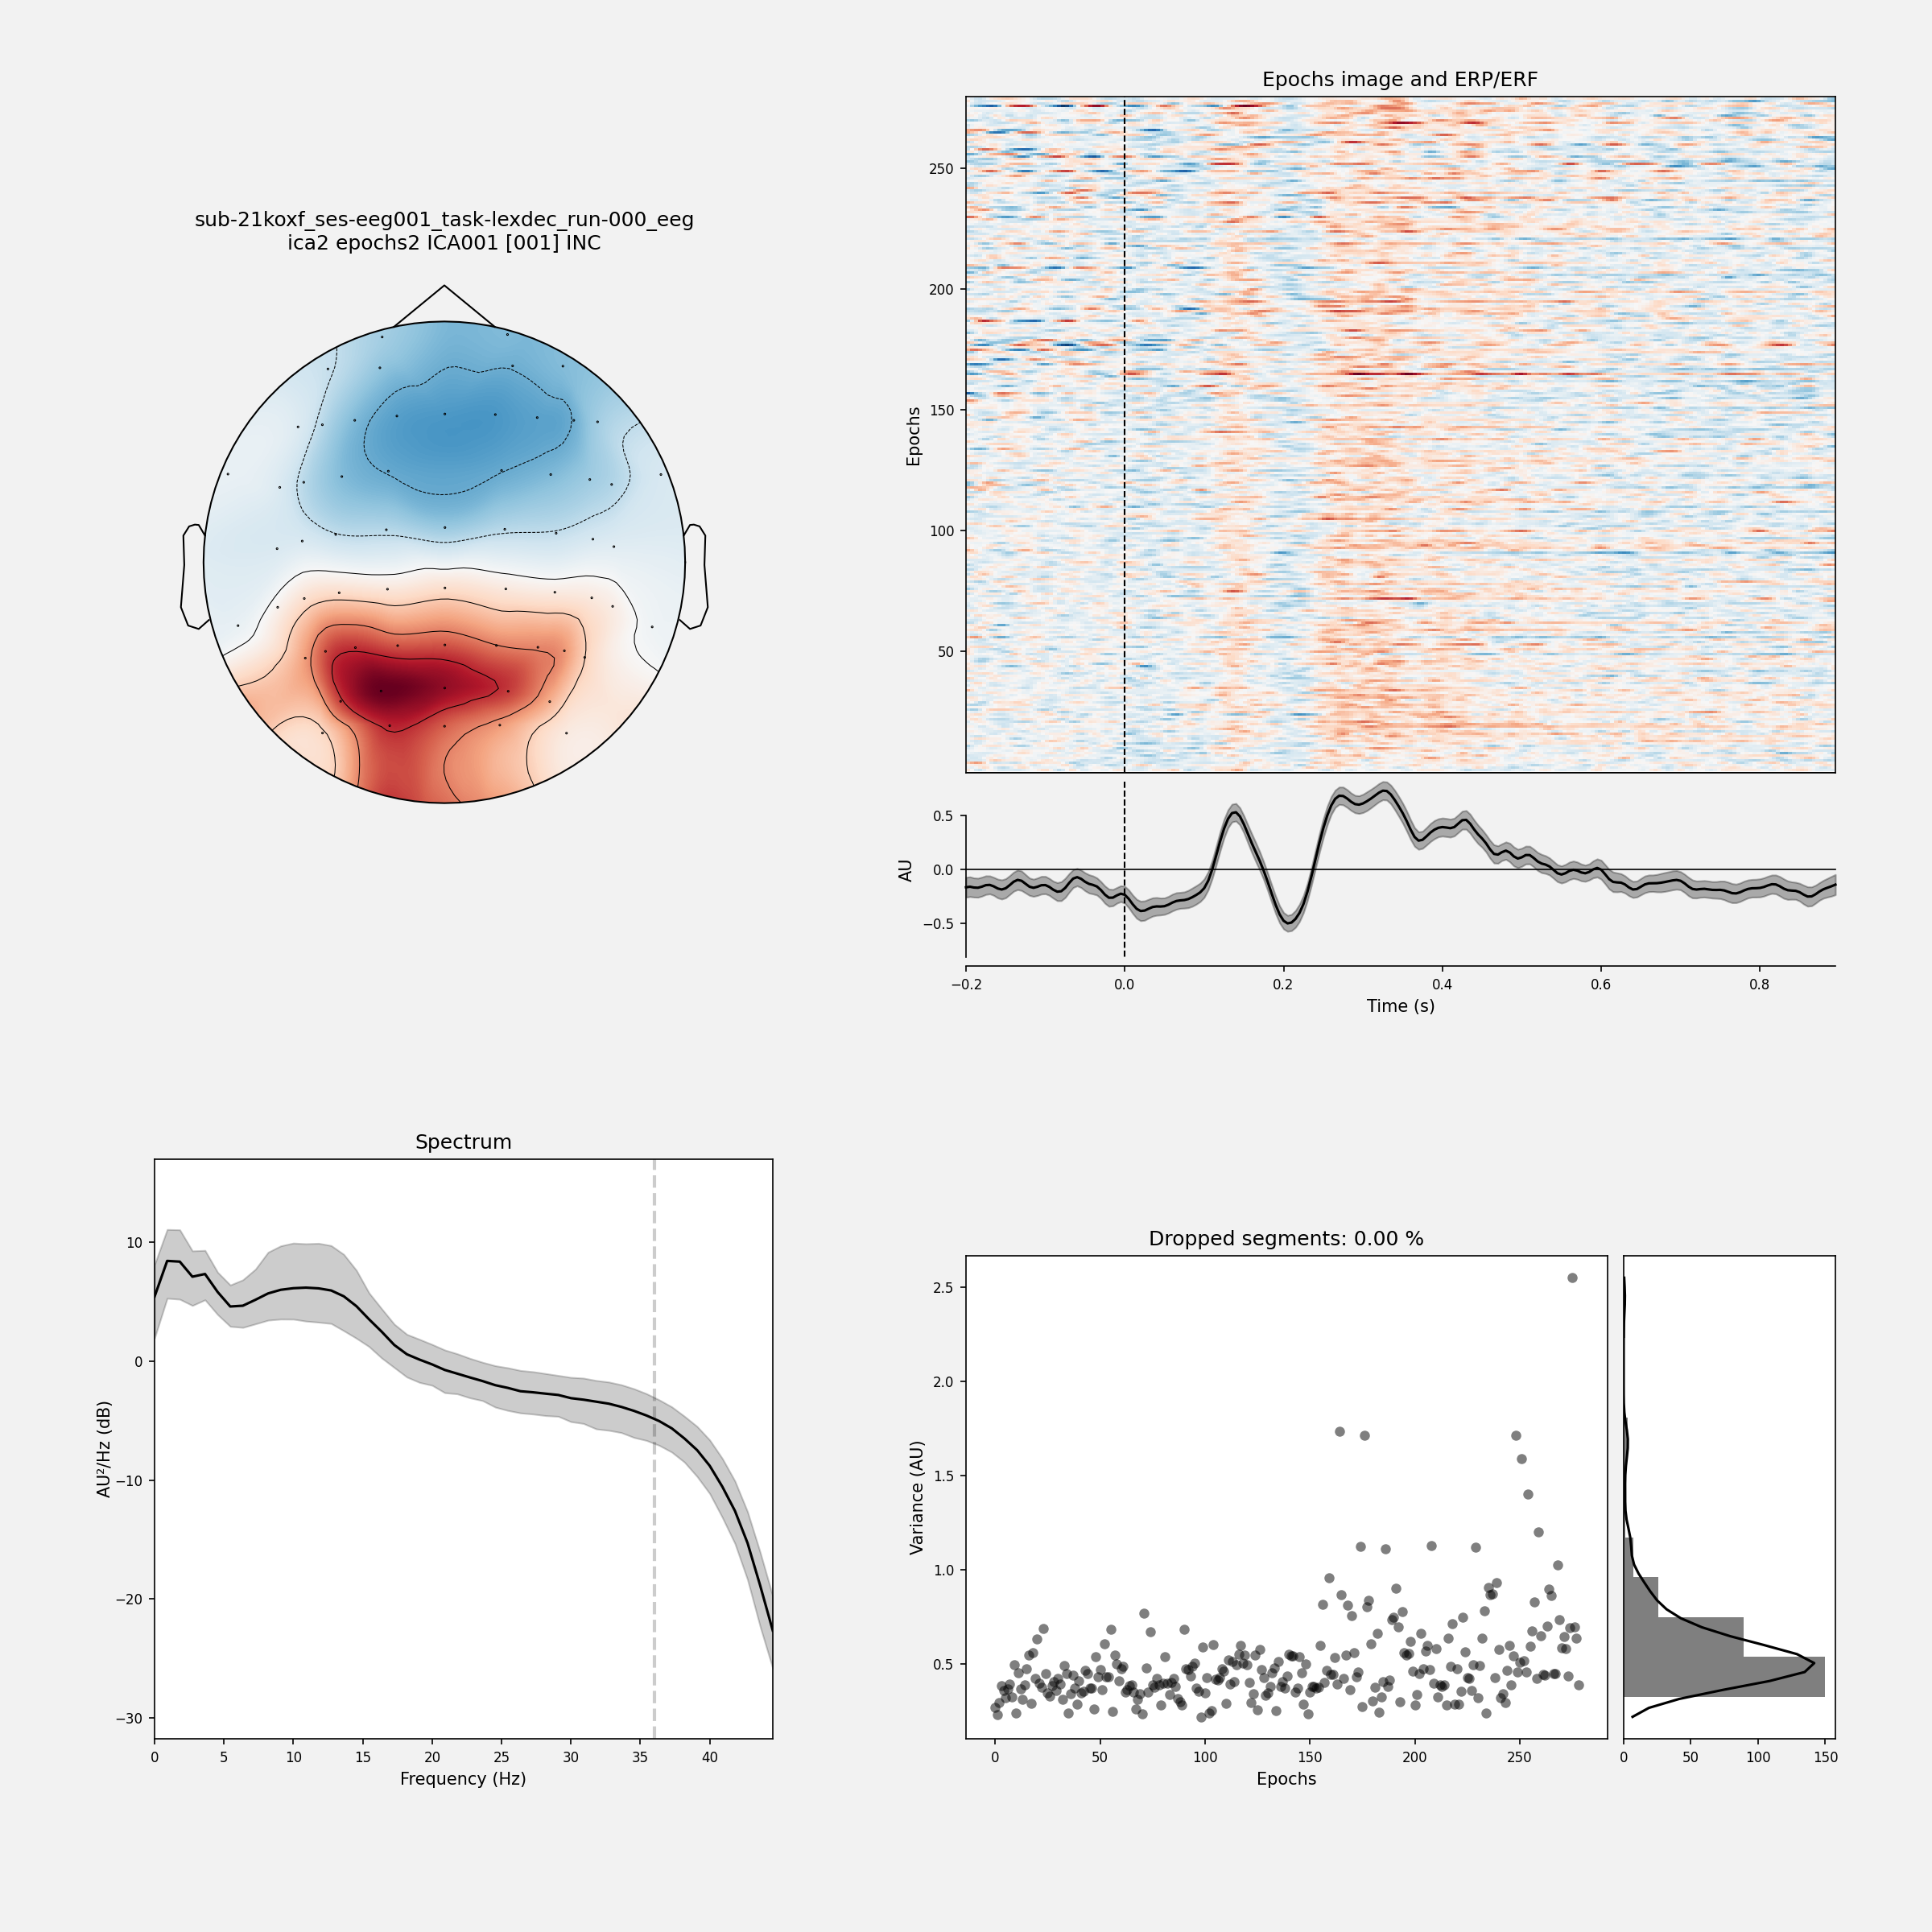 sub-21koxf_ses-eeg001_task-lexdec_run-000_eeg
ica2 epochs2 ICA001 [001] INC
Epochs image and ERP/ERF
Epochs
250
200
150
100
50
AU
0.5
0.0
−0.5
−0.2 0.0 0.2 0.4 0.6 0.8
Time (s)
Spectrum
AU²/Hz (dB)
10
0
−10
−20
−30
0 5 10 15 20 25 30 35 40
Frequency (Hz)
Dropped segments: 0.00 %
Variance (AU)
2.5
2.0
1.5
1.0
0.5
0 50 100 150 200 250
Epochs
0 50 100 150